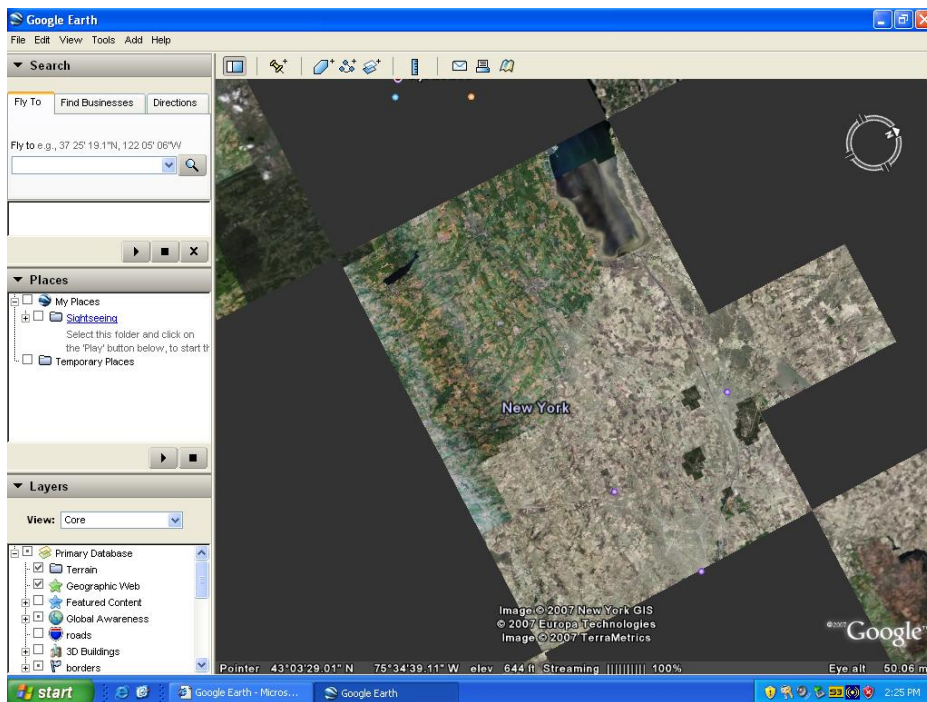 Google Earth
File Edit View Tools Add Help
Search
Fly To Find Businesses Directions
Fly to e.g., 37 25' 19.1"N, 122 05' 06"W
Places
My Places
Sightseeing
Select this folder and click on
the 'Play' button below, to start th
Temporary Places
Layers
View: Core
Primary Database
Terrain
Geographic Web
Featured Content
Global Awareness
roads
3D Buildings
borders
New York
Image © 2007 New York GIS
© 2007 Europa Technologies
Image © 2007 TerraMetrics
©2007 Google
Pointer 43°03'29.01" N 75°34'39.11" W elev 644 ft Streaming |||||||||| 100% Eye alt 50.06 m
start Google Earth - Micros... Google Earth 2:25 PM